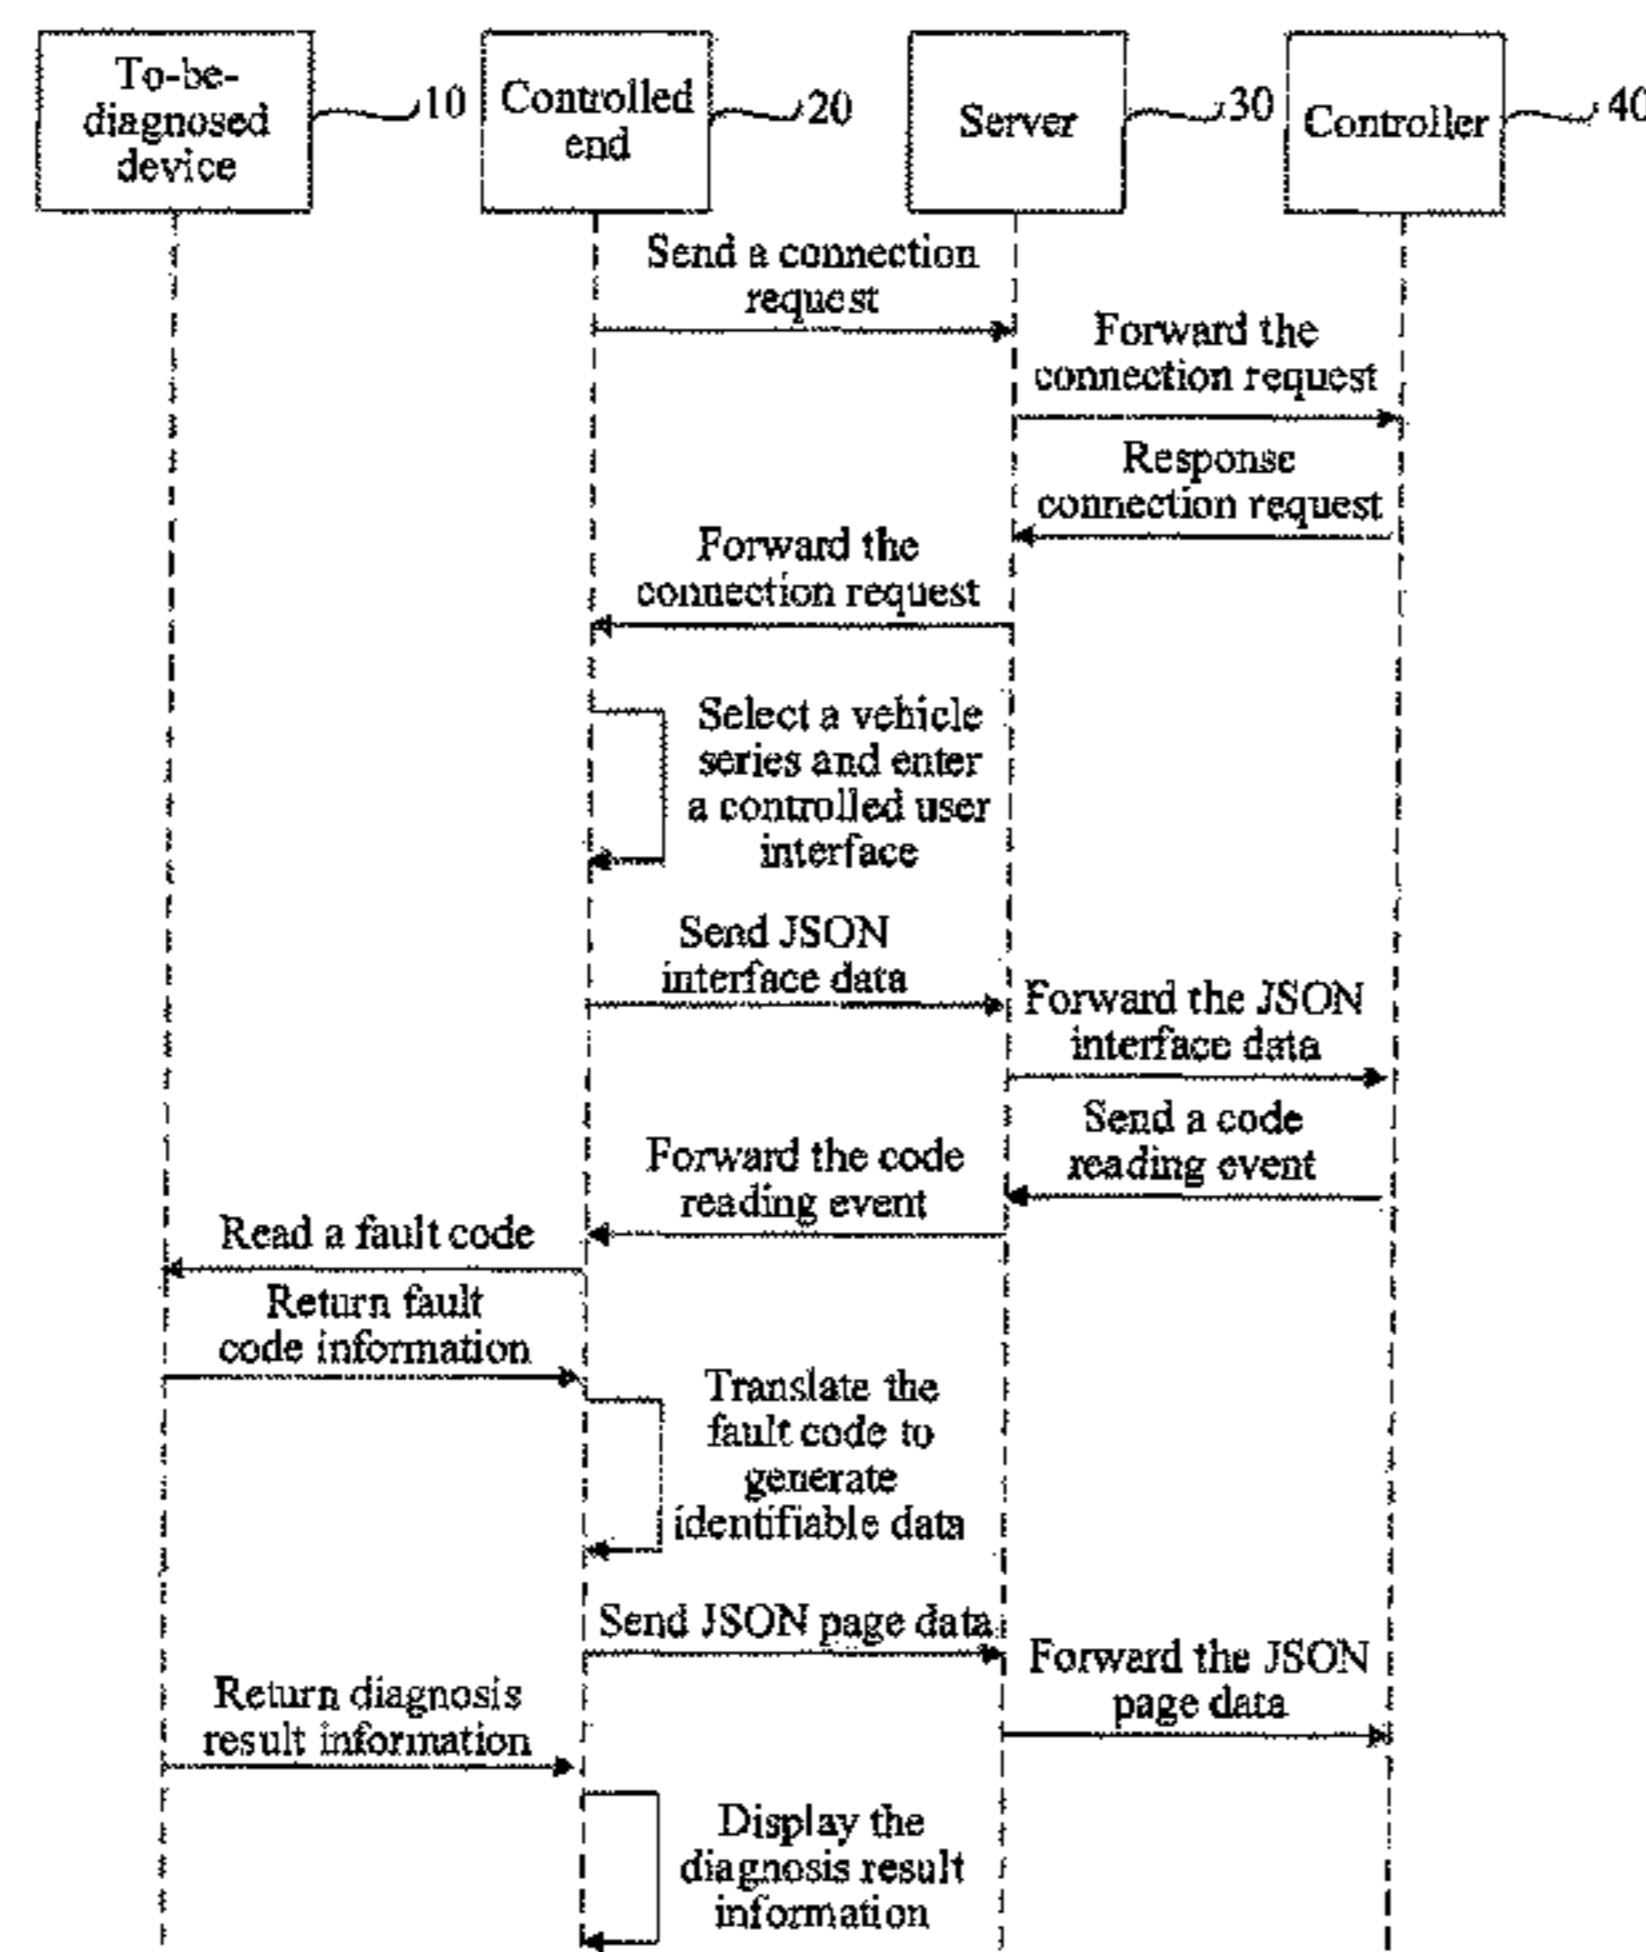 To-be-
diagnosed
device
10
Controlled
end
20
Server
30
Controller
40
Send a connection
request
Forward the
connection request
Response
connection request
Forward the
connection request
Select a vehicle
series and enter
a controlled user
interface
Send JSON
interface data
Forward the JSON
interface data
Send a code
reading event
Forward the code
reading event
Read a fault code
Return fault
code information
Translate the
fault code to
generate
identifiable data
Send JSON page data
Forward the JSON
page data
Return diagnosis
result information
Display the
diagnosis result
information